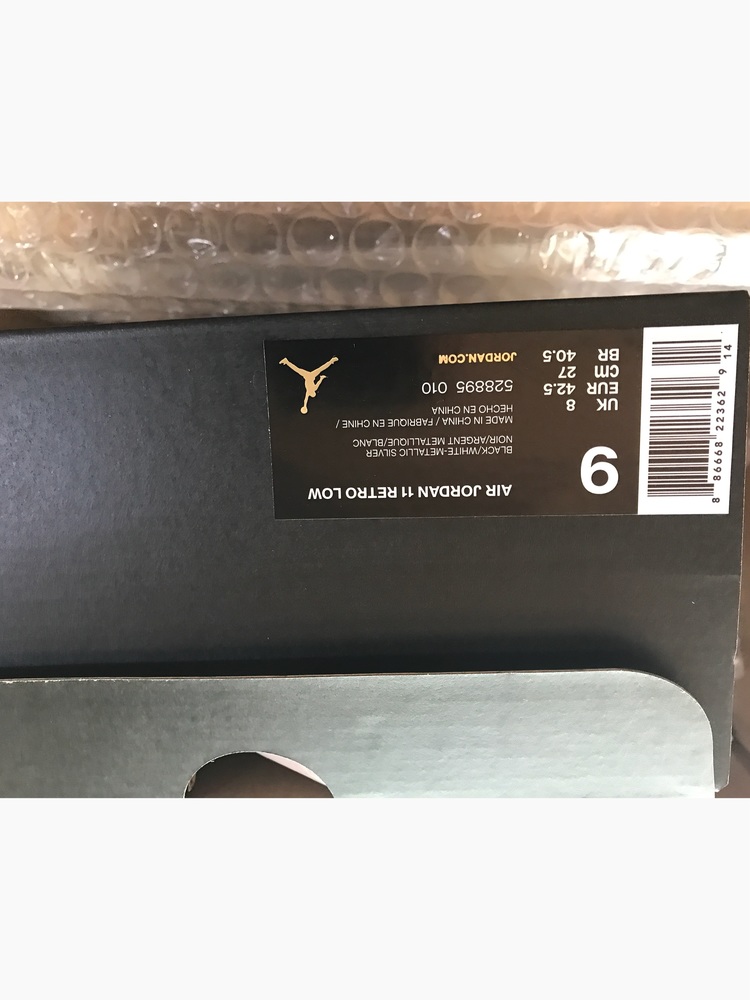 AIR JORDAN 11 RETRO LOW
BLACK/WHITE-METALLIC SILVER
NOIR/ARGENT METALLIQUE/BLANC
MADE IN CHINA / FABRIQUE EN CHINE /
HECHO EN CHINA
528895 010
JORDAN.COM
9
UK 8
EUR 42.5
cm 27
BR 40.5
8 86668 22362 9 14